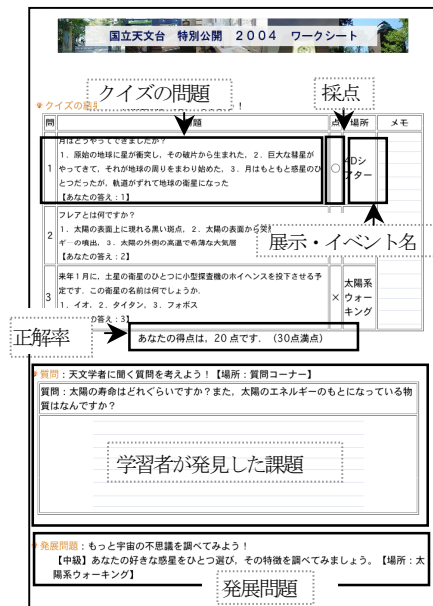 国立天文台 特別公開 2004 ワークシート
クイズの問題
採点
クイズの結
！
問
題
点
場所
メモ
月はどうやってできましたか？
1．原始の地球に星が衝突し，その破片から生まれた，2．巨大な彗星が
やってきて，それが地球の周りをまわり始めた，3．月はもともと惑星のひ
とつだったが，軌道がずれて地球の衛星になった
【あなたの答え：1】
1
○
4Dシ
アター
展示・イベント名
フレアとは何ですか？
1．太陽の表面上に現れる黒い斑点，2．太陽の表面から
ギーの噴出，3．太陽の外側の高温で希薄な大気層
【あなたの答え：2】
2
来年1月に，土星の衛星のひとつに小型探査機のホイヘンスを投下させる予
定です．この衛星の名前は何でしょうか．
1．イオ，2．タイタン，3．フォボス
の答え：3】
3
×
太陽系
ウォー
キング
正解率
あなたの得点は，20点です．（30点満点）
質問：天文学者に聞く質問を考えよう！【場所：質問コーナー】
質問：太陽の寿命はどれぐらいですか？また，太陽のエネルギーのもとになっている物
質はなんですか？
学習者が発見した課題
発展問題：もっと宇宙の不思議を調べてみよう！
【中級】あなたの好きな惑星をひとつ選び，その特徴を調べてみましょう。【場所：太
陽系ウォーキング】
発展問題